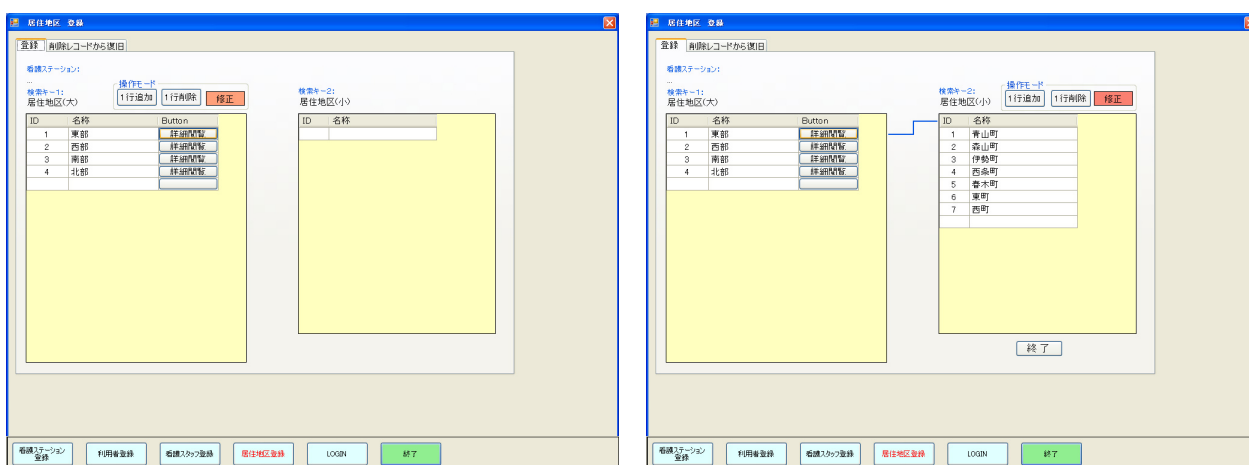 居住地区 登録
登録 削除レコードから復旧
看護ステーション:
...
検索キー1:
居住地区(大)
操作モード
1行追加 1行削除 修正
検索キー2:
居住地区(小)
ID 名称 Button
1 東部 詳細閲覧
2 西部 詳細閲覧
3 南部 詳細閲覧
4 北部 詳細閲覧
ID 名称
看護ステーション
登録
利用者登録 看護スタッフ登録 居住地区登録 LOGIN 終了
居住地区 登録
登録 削除レコードから復旧
看護ステーション:
...
検索キー1:
居住地区(大)
検索キー2:
居住地区(小)
操作モード
1行追加 1行削除 修正
ID 名称 Button
1 東部 詳細閲覧
2 西部 詳細閲覧
3 南部 詳細閲覧
4 北部 詳細閲覧
ID 名称
1 青山町
2 森山町
3 伊勢町
4 西条町
5 春木町
6 東町
7 西町
終了
看護ステーション
登録
利用者登録 看護スタッフ登録 居住地区登録 LOGIN 終了